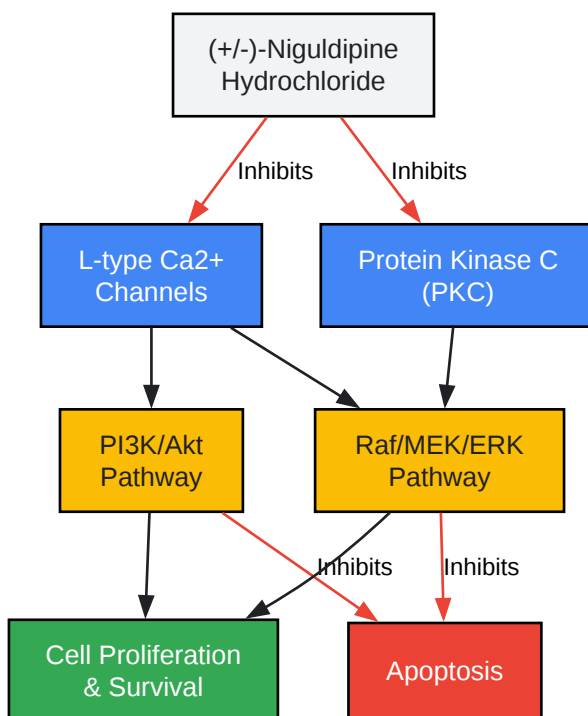 (+/-)-Niguldipine
Hydrochloride
Inhibits
Inhibits
L-type Ca2+
Channels
Protein Kinase C
(PKC)
PI3K/Akt
Pathway
Raf/MEK/ERK
Pathway
Inhibits
Inhibits
Cell Proliferation
& Survival
Apoptosis